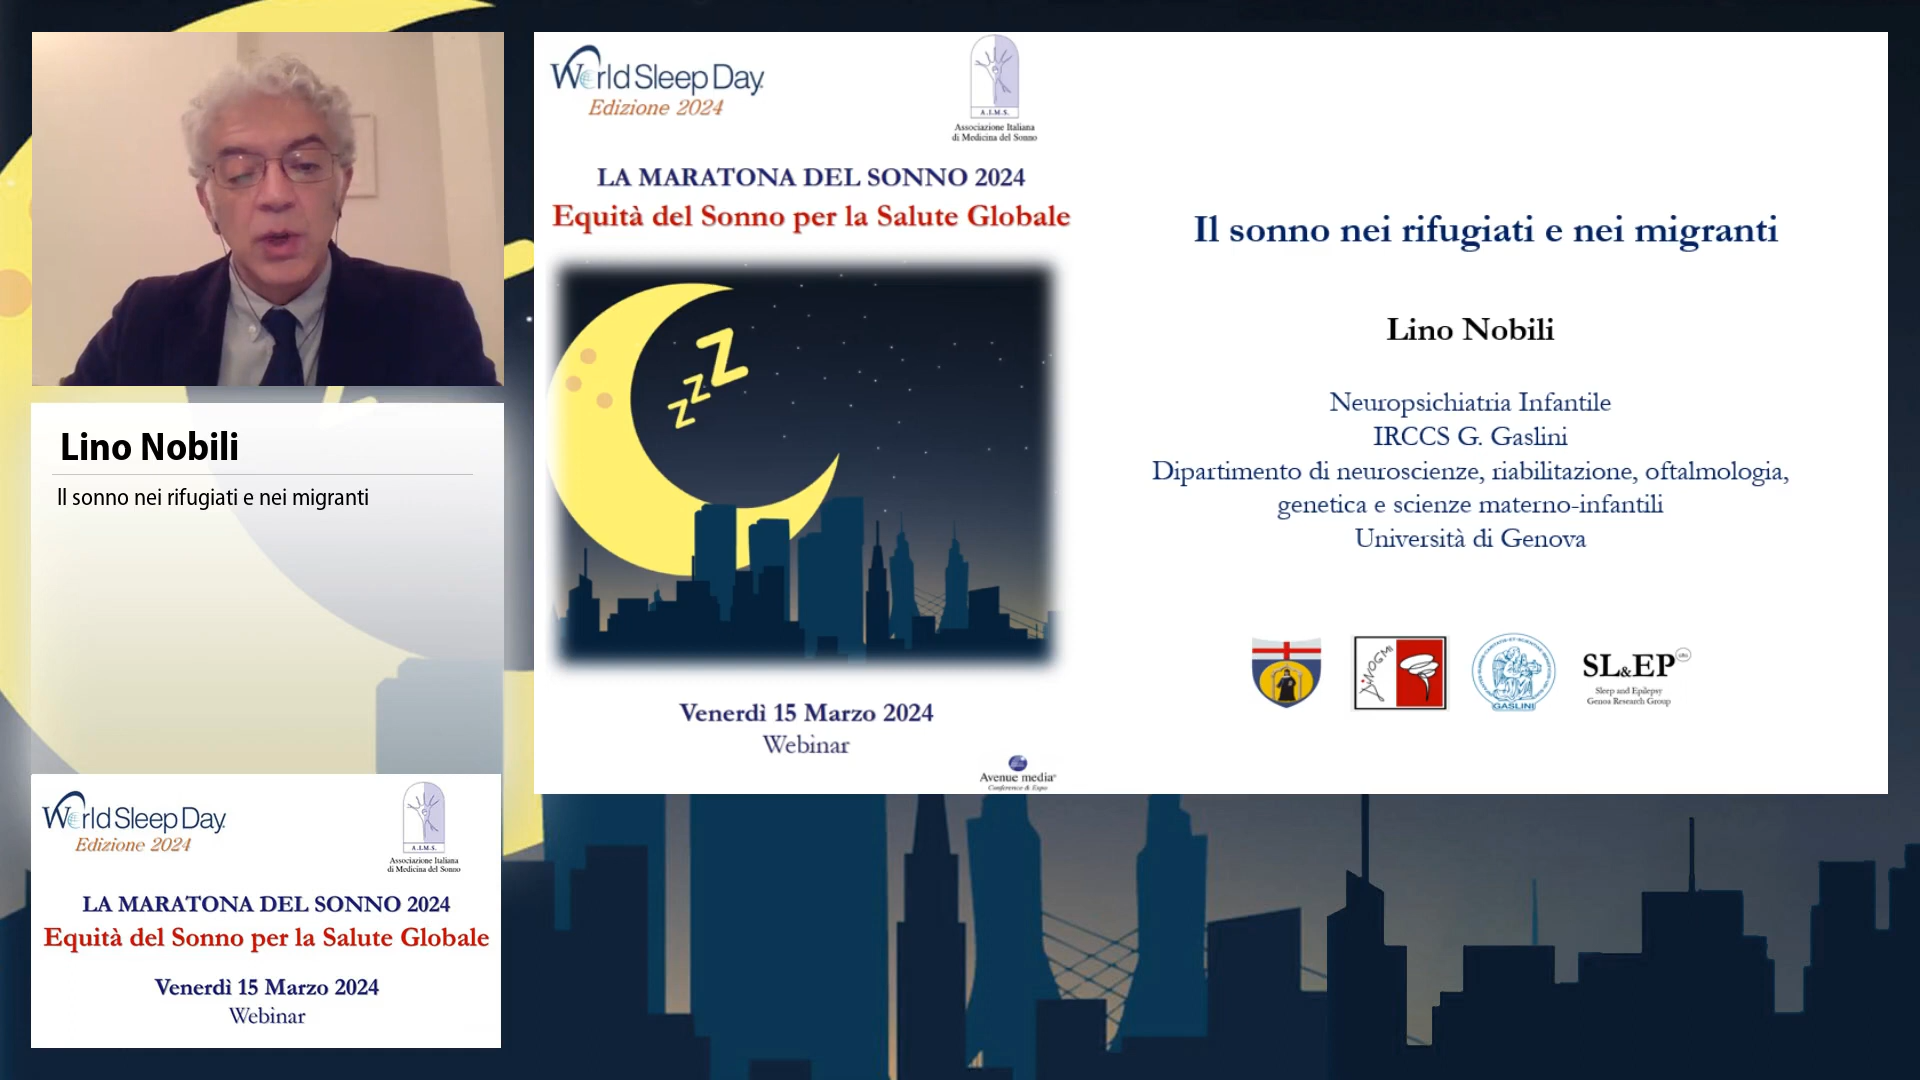 Lino Nobili
Il sonno nei rifugiati e nei migranti
World Sleep Day
Edizione 2024
A.I.M.S.
Associazione Italiana
di Medicina del Sonno
LA MARATONA DEL SONNO 2024
Equità del Sonno per la Salute Globale
Venerdì 15 Marzo 2024
Webinar
World Sleep Day
Edizione 2024
A.I.M.S.
Associazione Italiana
di Medicina del Sonno
LA MARATONA DEL SONNO 2024
Equità del Sonno per la Salute Globale
z z Z
Venerdì 15 Marzo 2024
Webinar
Avenue media
Conference & Expo
Il sonno nei rifugiati e nei migranti
Lino Nobili
Neuropsichiatria Infantile
IRCCS G. Gaslini
Dipartimento di neuroscienze, riabilitazione, oftalmologia,
genetica e scienze materno-infantili
Università di Genova
DINOGMI
GASLINI
SL&EP
Sleep and Epilepsy
Genoa Research Group